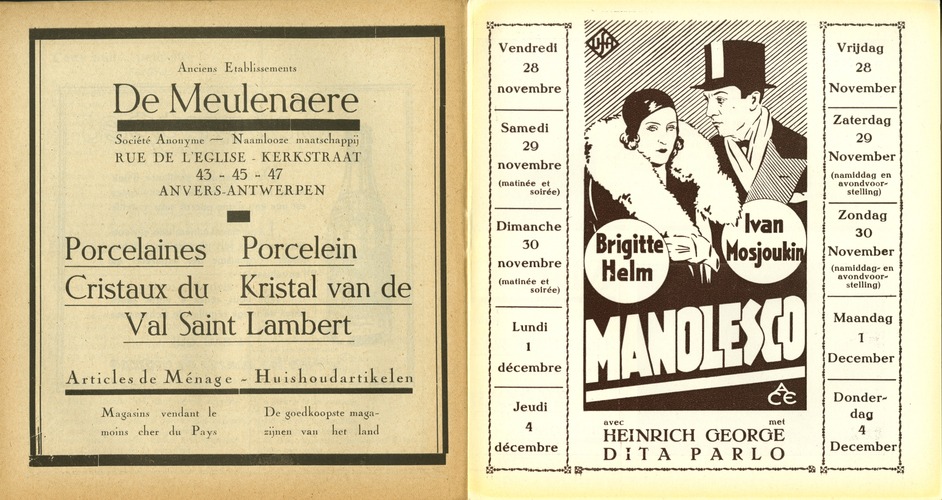 Anciens Etablissements
De Meulenaere
Société Anonyme — Naamlooze maatschappij
RUE DE L'EGLISE - KERKSTRAAT
43 - 45 - 47
ANVERS-ANTWERPEN
Porcelaines Porcelein
Cristaux du Kristal van de
Val Saint Lambert
Articles de Ménage - Huishoudartikelen
Magasins vendant le
moins cher du Pays
De goedkoopste maga-
zijnen van het land
Vendredi
28
novembre
Samedi
29
novembre
(matinée et
soirée)
Dimanche
30
novembre
(matinée et
soirée)
Lundi
1
décembre
Jeudi
4
décembre
UFA
Brigitte
Helm
Ivan
Mosjoukin
MANOLESCO
ACE
avec met
HEINRICH GEORGE
DITA PARLO
Vrijdag
28
November
Zaterdag
29
November
(namiddag en
avondvoor-
stelling)
Zondag
30
November
(namiddag- en
avondvoor-
stelling)
Maandag
1
December
Donder-
dag
4
December